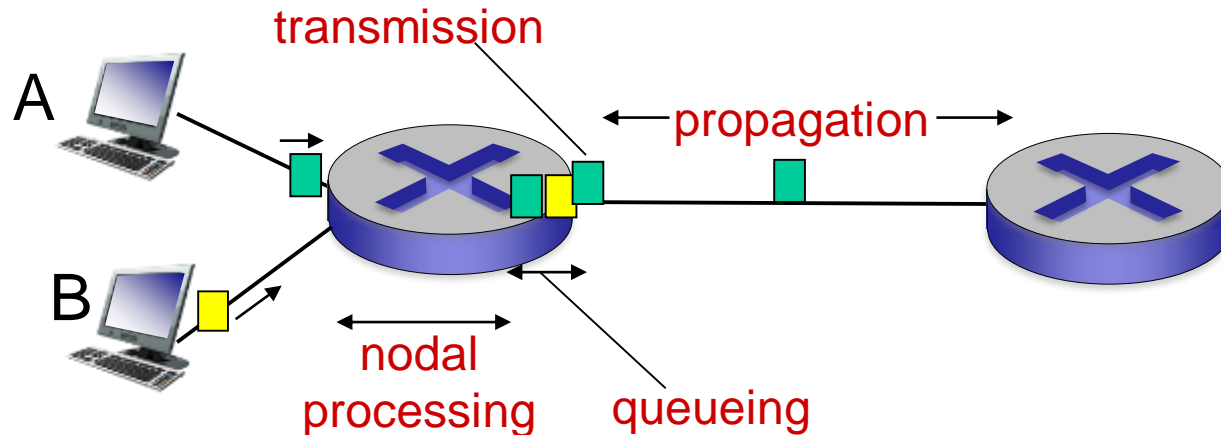 transmission
A
propagation
B
nodal
processing
queueing